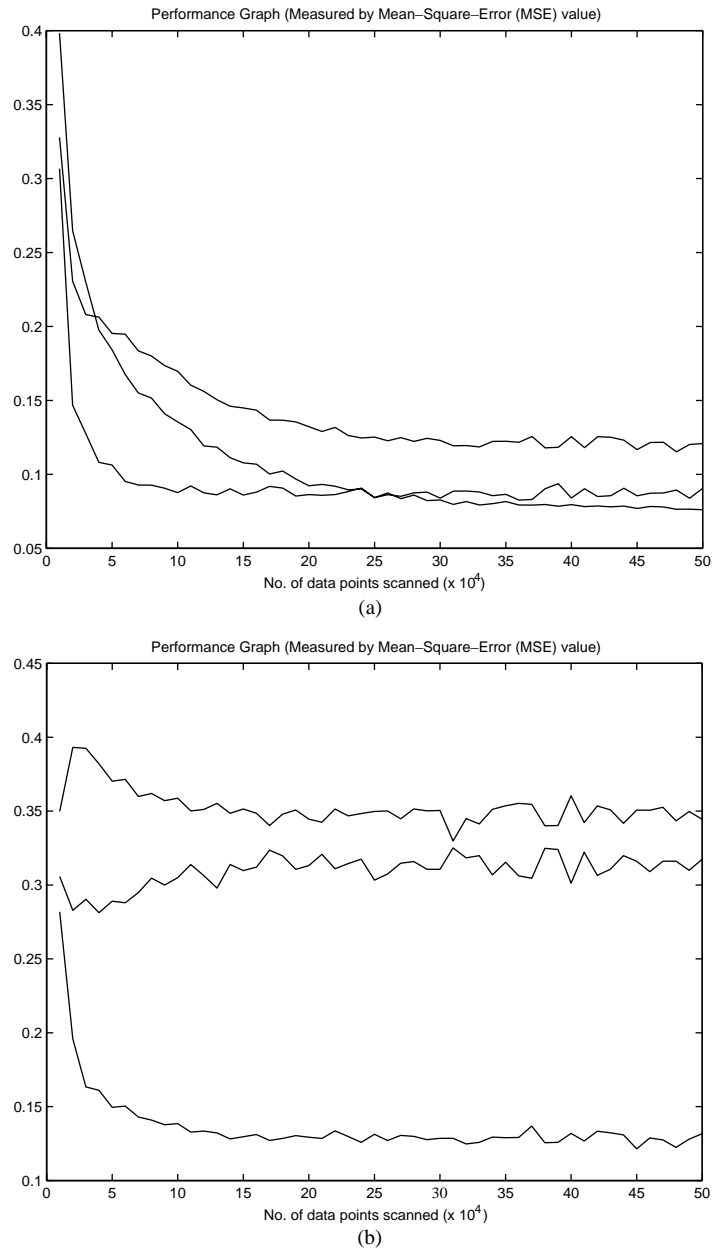 Performance Graph (Measured by Mean–Square–Error (MSE) value)
0.4
0.35
0.3
0.25
0.2
0.15
0.1
0.05
0 5 10 15 20 25 30 35 40 45 50
No. of data points scanned (x 10^4)
(a)
Performance Graph (Measured by Mean–Square–Error (MSE) value)
0.45
0.4
0.35
0.3
0.25
0.2
0.15
0.1
0 5 10 15 20 25 30 35 40 45 50
No. of data points scanned (x 10^4)
(b)